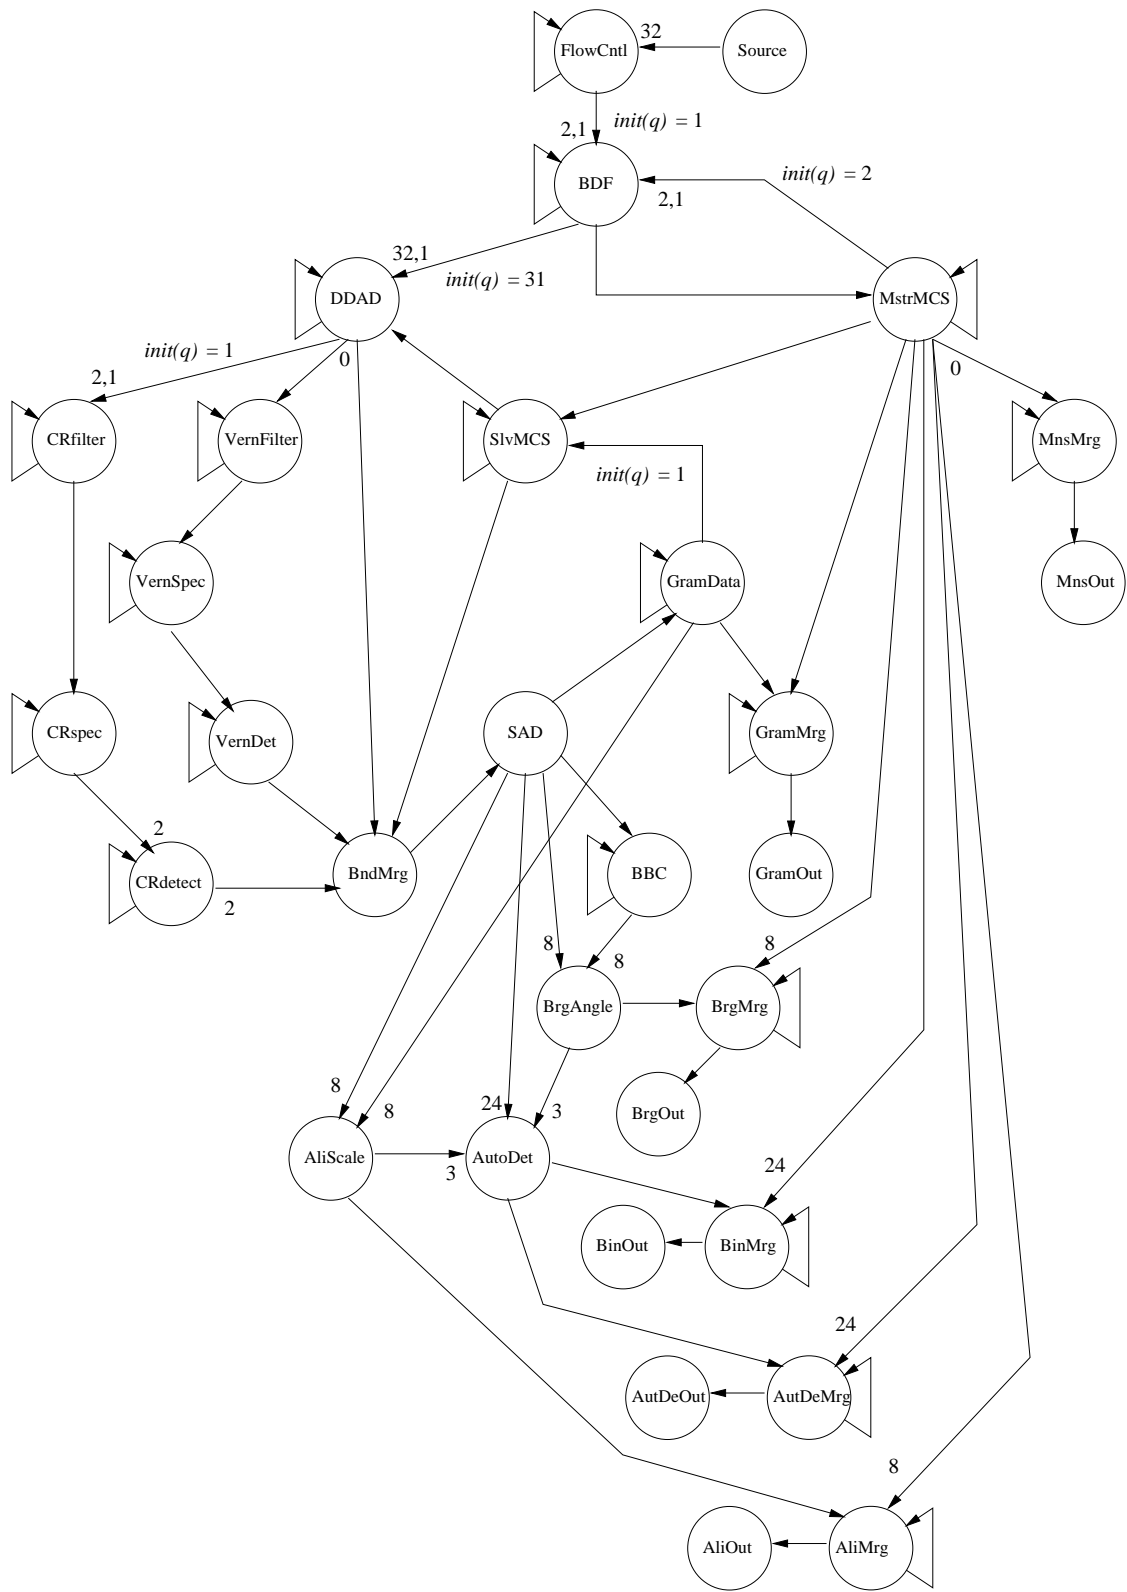 32
FlowCntl
Source
init(q) = 1
2,1
BDF
init(q) = 2
2,1
32,1
init(q) = 31
DDAD
MstrMCS
init(q) = 1
0
0
2,1
CRfilter
VernFilter
SlvMCS
MnsMrg
init(q) = 1
VernSpec
GramData
MnsOut
CRspec
VernDet
SAD
GramMrg
2
CRdetect
BndMrg
BBC
GramOut
2
8
8
8
BrgAngle
BrgMrg
8
8
24
3
BrgOut
AliScale
3
AutoDet
24
BinOut
BinMrg
24
AutDeOut
AutDeMrg
8
AliOut
AliMrg